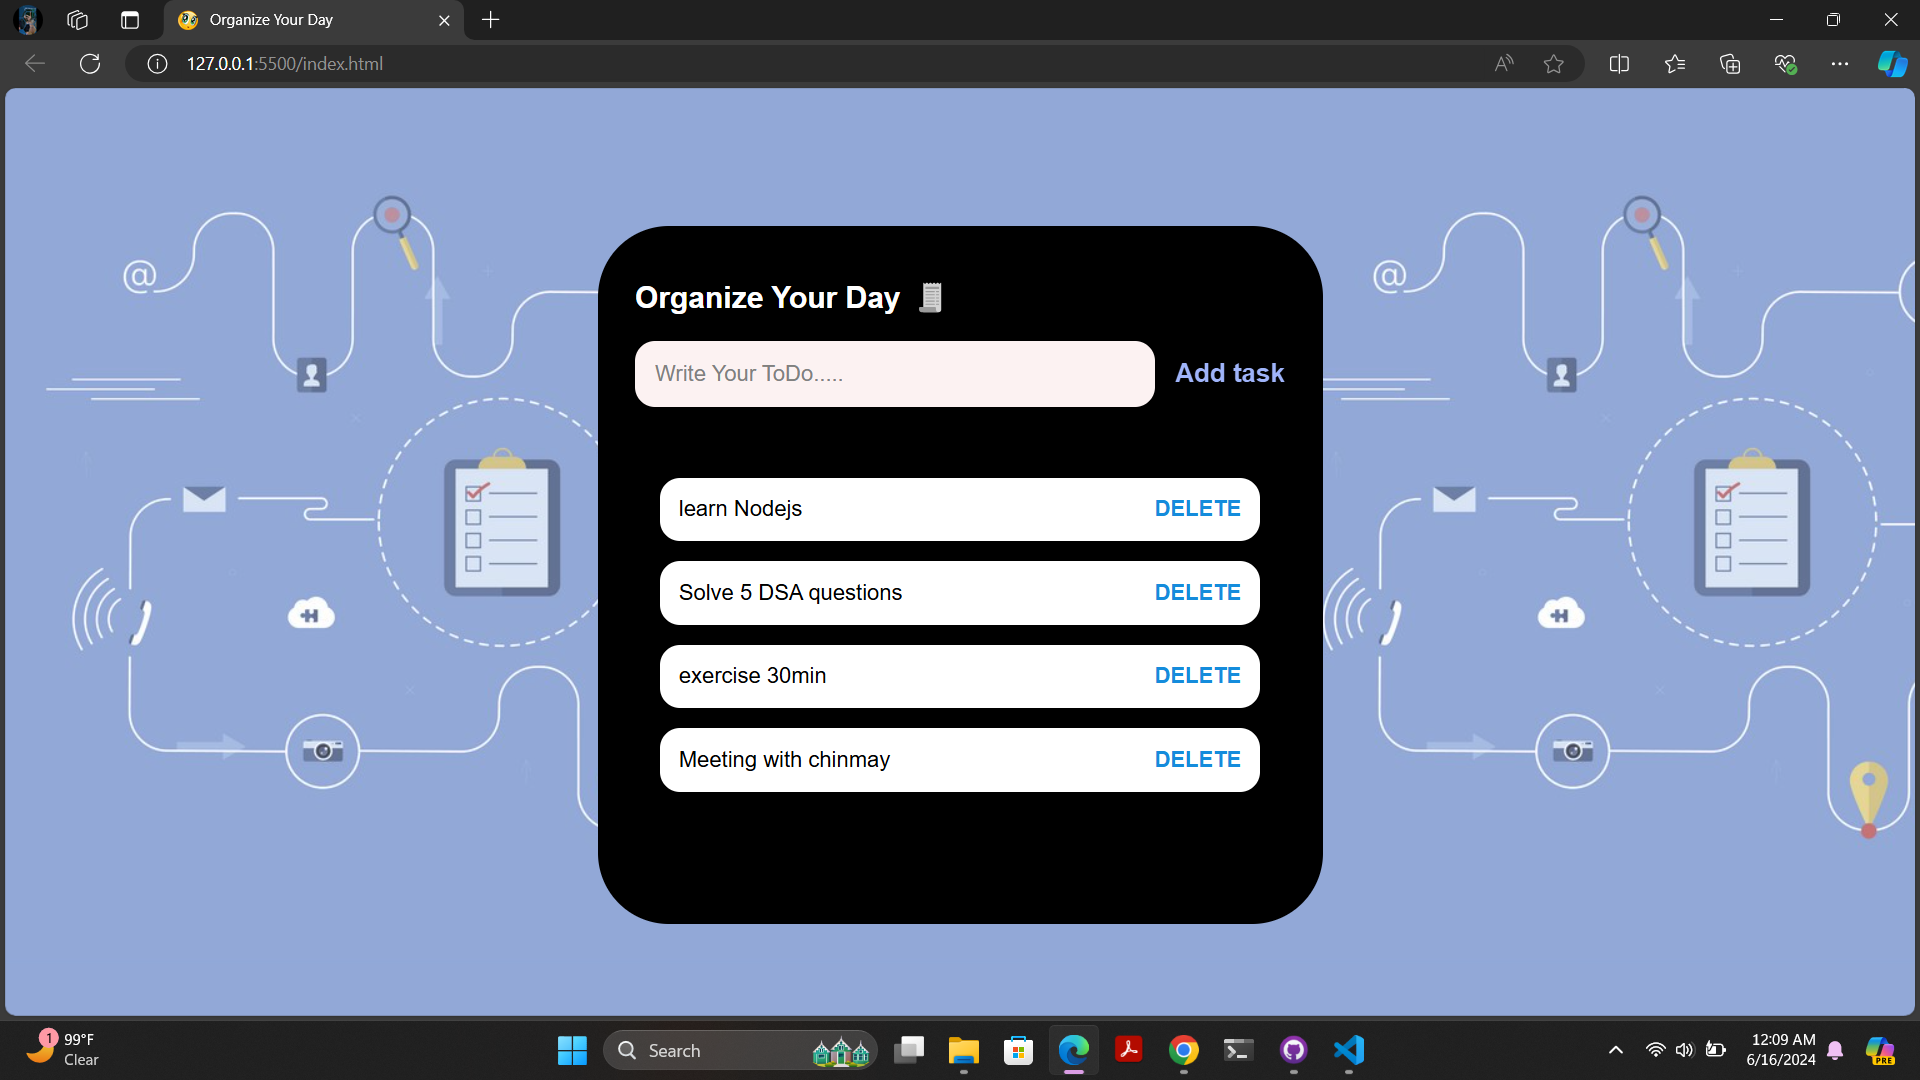 Organize Your Day
127.0.0.1:5500/index.html
@
@
Organize Your Day
Write Your ToDo.....
Add task
learn Nodejs
DELETE
Solve 5 DSA questions
DELETE
exercise 30min
DELETE
Meeting with chinmay
DELETE
1
99°F
Clear
Search
12:09 AM
6/16/2024
PRE